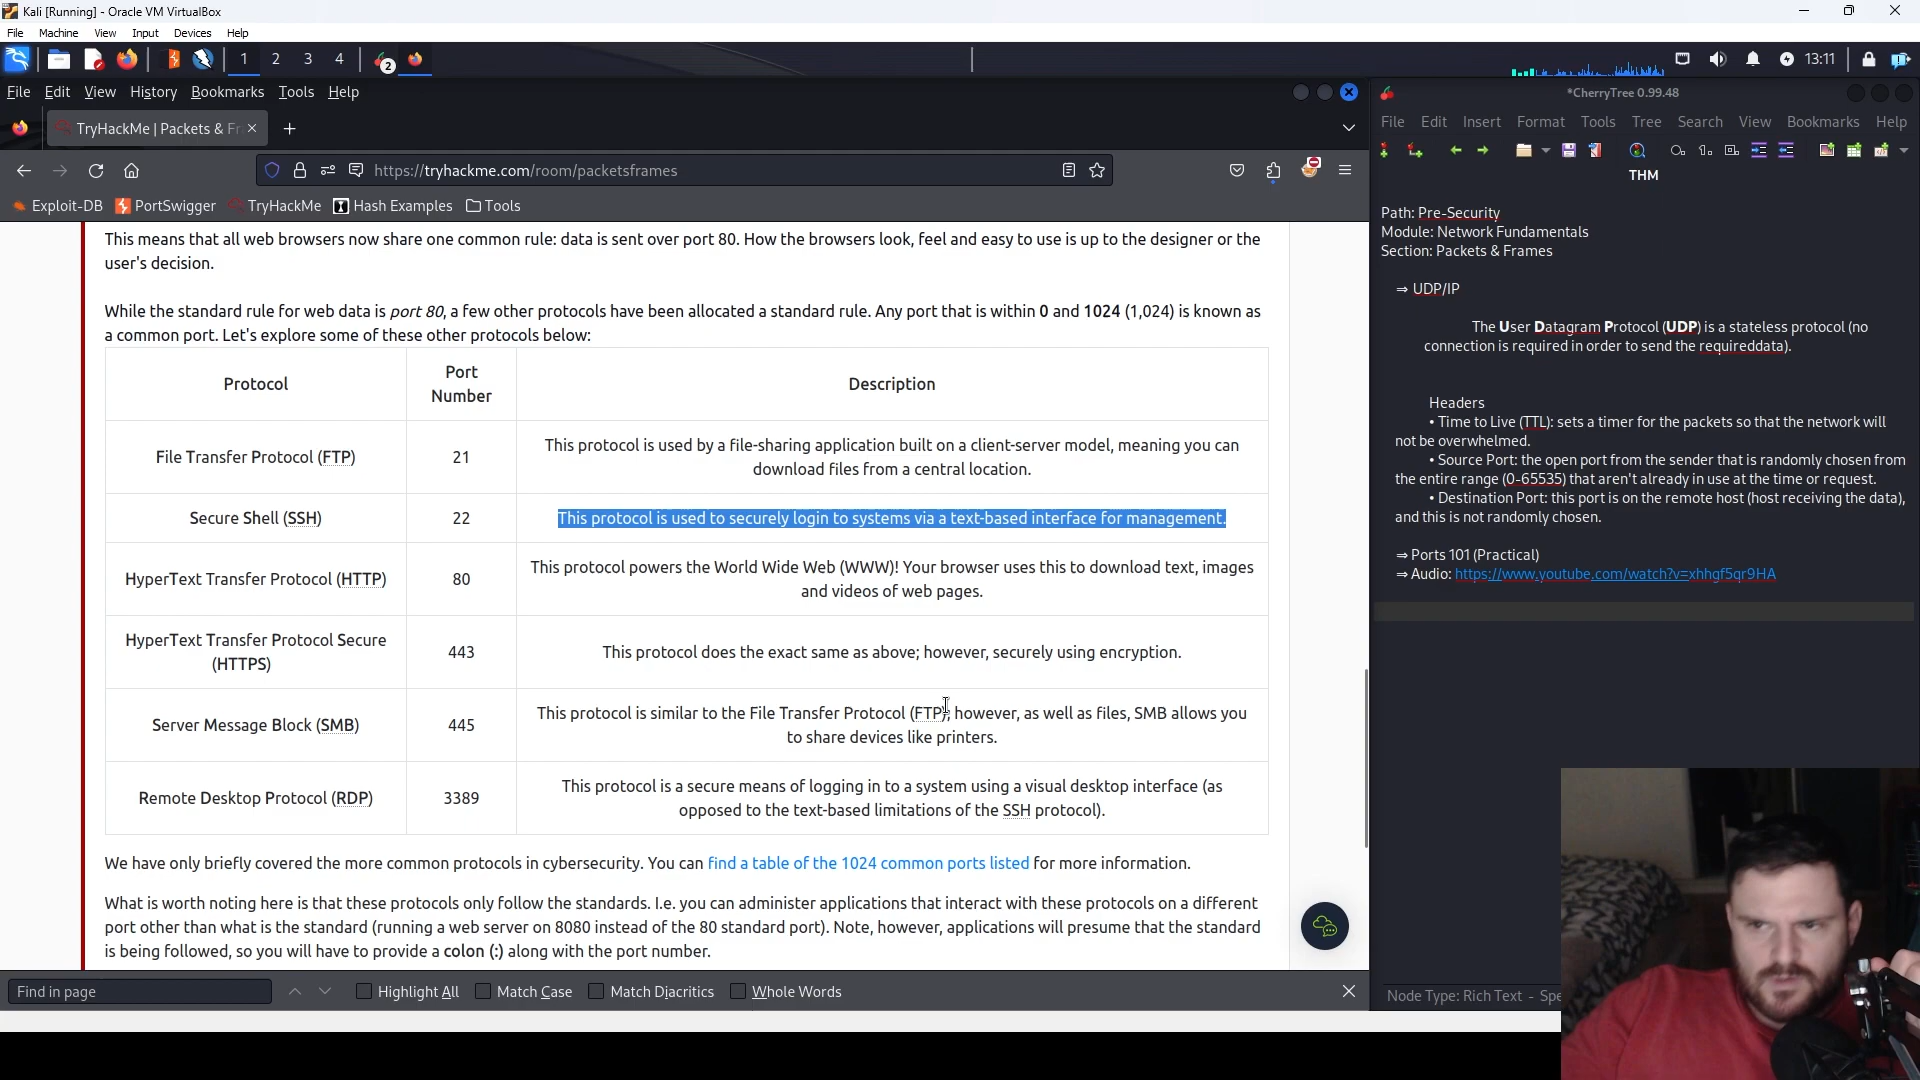 Kali [Running] - Oracle VM VirtualBox
File Machine View Input Devices Help
1 2 3 4 2 13:11
File Edit View History Bookmarks Tools Help
TryHackMe | Packets & Fr
https://tryhackme.com/room/packetsframes
Exploit-DB PortSwigger TryHackMe Hash Examples Tools
This means that all web browsers now share one common rule: data is sent over port 80. How the browsers look, feel and easy to use is up to the designer or the
user's decision.
While the standard rule for web data is port 80, a few other protocols have been allocated a standard rule. Any port that is within 0 and 1024 (1,024) is known as
a common port. Let's explore some of these other protocols below:
Protocol
Port
Number
Description
File Transfer Protocol (FTP)
21
This protocol is used by a file-sharing application built on a client-server model, meaning you can
download files from a central location.
Secure Shell (SSH)
22
This protocol is used to securely login to systems via a text-based interface for management.
HyperText Transfer Protocol (HTTP)
80
This protocol powers the World Wide Web (WWW)! Your browser uses this to download text, images
and videos of web pages.
HyperText Transfer Protocol Secure
(HTTPS)
443
This protocol does the exact same as above; however, securely using encryption.
Server Message Block (SMB)
445
This protocol is similar to the File Transfer Protocol (FTP); however, as well as files, SMB allows you
to share devices like printers.
Remote Desktop Protocol (RDP)
3389
This protocol is a secure means of logging in to a system using a visual desktop interface (as
opposed to the text-based limitations of the SSH protocol).
We have only briefly covered the more common protocols in cybersecurity. You can find a table of the 1024 common ports listed for more information.
What is worth noting here is that these protocols only follow the standards. I.e. you can administer applications that interact with these protocols on a different
port other than what is the standard (running a web server on 8080 instead of the 80 standard port). Note, however, applications will presume that the standard
is being followed, so you will have to provide a colon (:) along with the port number.
Find in page Highlight All Match Case Match Diacritics Whole Words
*CherryTree 0.99.48
File Edit Insert Format Tools Tree Search View Bookmarks Help
THM
Path: Pre-Security
Module: Network Fundamentals
Section: Packets & Frames
⇒ UDP/IP
The User Datagram Protocol (UDP) is a stateless protocol (no
connection is required in order to send the requireddata).
Headers
• Time to Live (TTL): sets a timer for the packets so that the network will
not be overwhelmed.
• Source Port: the open port from the sender that is randomly chosen from
the entire range (0-65535) that aren't already in use at the time or request.
• Destination Port: this port is on the remote host (host receiving the data),
and this is not randomly chosen.
⇒ Ports 101 (Practical)
⇒ Audio: https://www.youtube.com/watch?v=xhhgf5qr9HA
Node Type: Rich Text - Spe